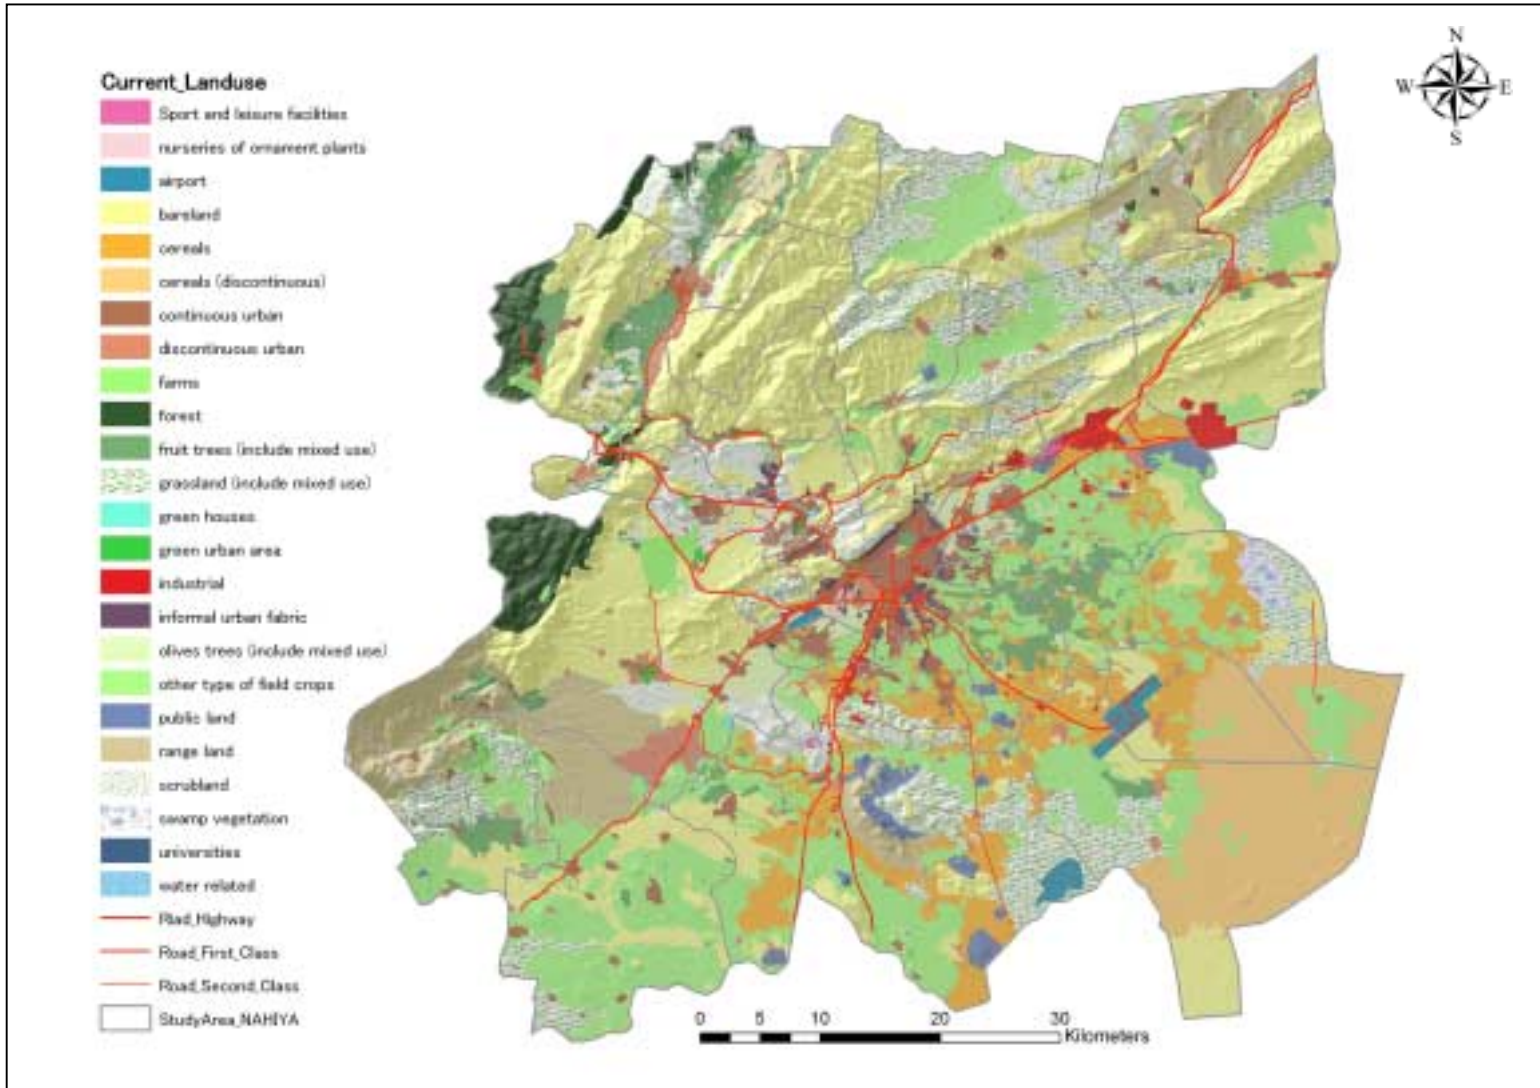 Current_Landuse
Sport and leisure facilities
nurseries of ornament plants
airport
bareland
cereals
cereals (discontinuous)
continuous urban
discontinuous urban
farms
forest
fruit trees (include mixed use)
grassland (include mixed use)
green houses
green urban area
industrial
informal urban fabric
olives trees (include mixed use)
other type of field crops
public land
range land
scrubland
swamp vegetation
universities
water related
Riad_Highway
Road_First_Class
Road_Second_Class
StudyArea_NAHIYA
N
W E
S
0 5 10 20 30
Kilometers